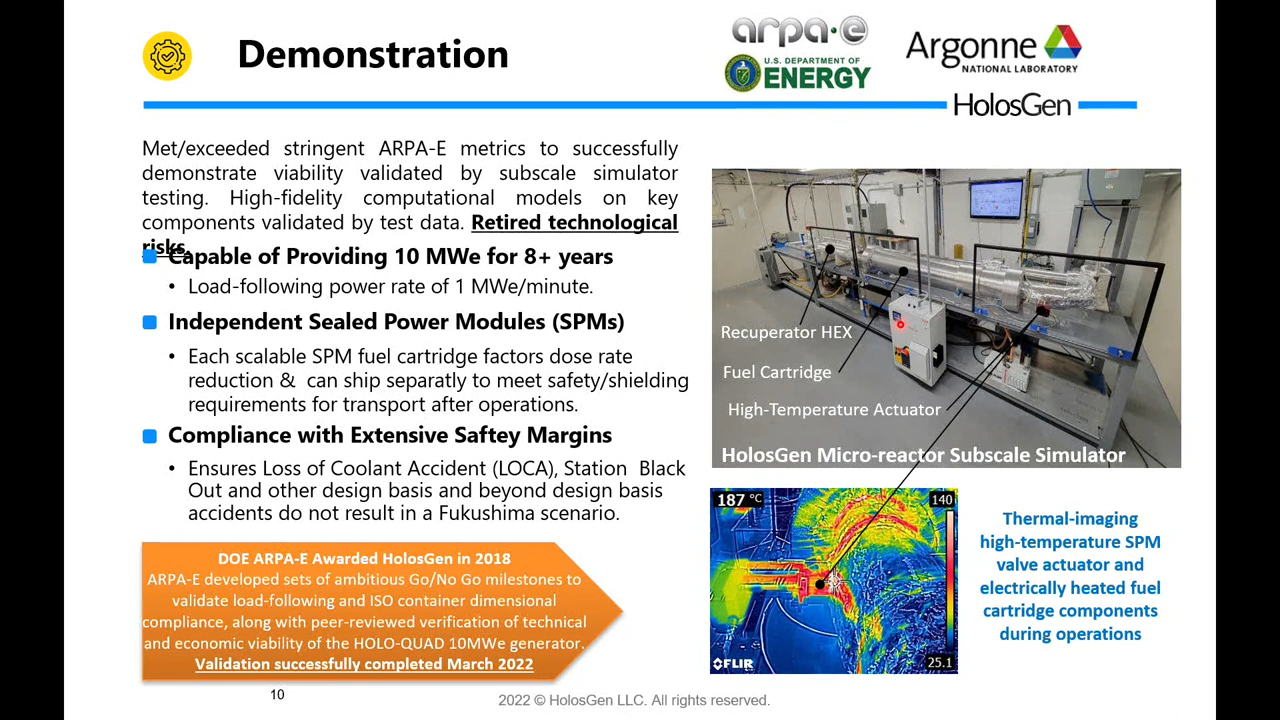 Demonstration
arpa·e
U.S. DEPARTMENT OF
ENERGY
Argonne
NATIONAL LABORATORY
HolosGen
Met/exceeded stringent ARPA-E metrics to successfully
demonstrate viability validated by subscale simulator
testing. High-fidelity computational models on key
components validated by test data. Retired technological
risks.
Capable of Providing 10 MWe for 8+ years
• Load-following power rate of 1 MWe/minute.
Independent Sealed Power Modules (SPMs)
• Each scalable SPM fuel cartridge factors dose rate
reduction & can ship separatly to meet safety/shielding
requirements for transport after operations.
Compliance with Extensive Saftey Margins
• Ensures Loss of Coolant Accident (LOCA), Station Black
Out and other design basis and beyond design basis
accidents do not result in a Fukushima scenario.
DOE ARPA-E Awarded HolosGen in 2018
ARPA-E developed sets of ambitious Go/No Go milestones to
validate load-following and ISO container dimensional
compliance, along with peer-reviewed verification of technical
and economic viability of the HOLO-QUAD 10MWe generator.
Validation successfully completed March 2022
Recuperator HEX
Fuel Cartridge
High-Temperature Actuator
HolosGen Micro-reactor Subscale Simulator
187 °C
140
25.1
FLIR
Thermal-imaging
high-temperature SPM
valve actuator and
electrically heated fuel
cartridge components
during operations
10
2022 © HolosGen LLC. All rights reserved.